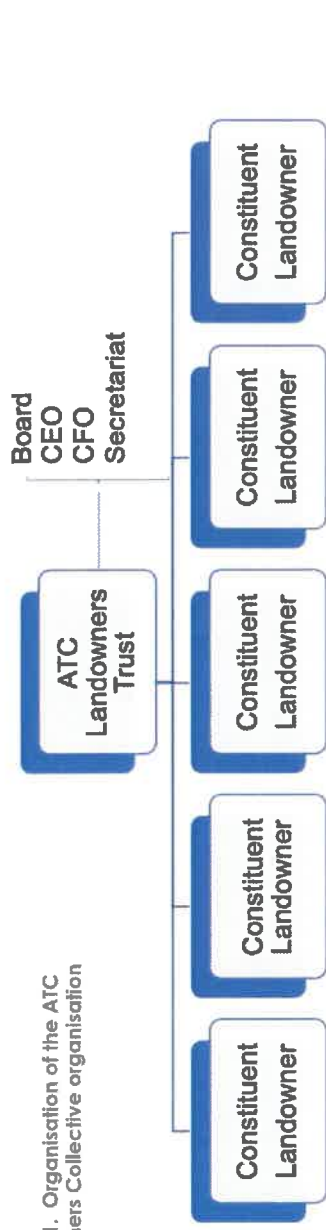 l. Organisation of the ATC
ners Collective organisation
ATC
Landowners
Trust
Board
CEO
CFO
Secretariat
Constituent
Landowner
Constituent
Landowner
Constituent
Landowner
Constituent
Landowner
Constituent
Landowner